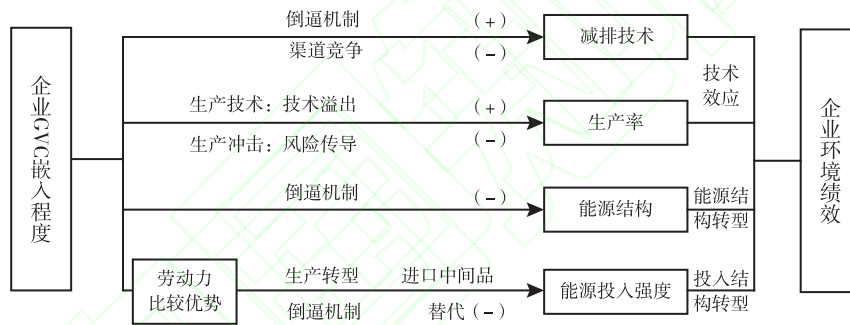 企业GVC嵌入程度
倒逼机制 (+)
渠道竞争 (-)
减排技术
生产技术：技术溢出 (+)
生产冲击：风险传导 (-)
生产率
技术
效应
倒逼机制 (-)
能源结构
能源结
构转型
劳动力
比较优势
生产转型 进口中间品
倒逼机制 替代(-)
能源投入强度
投入结
构转型
企业环境绩效